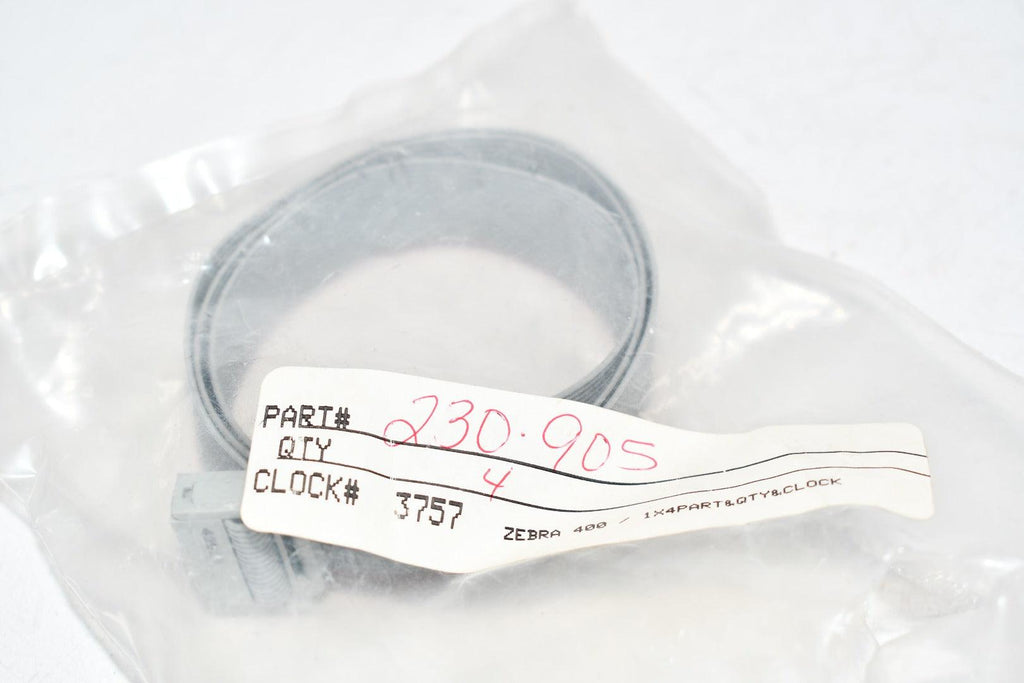 PART# 230-905
QTY 4
CLOCK# 3757
ZEBRA 400 / 1X4PART&QTY&CLOCK